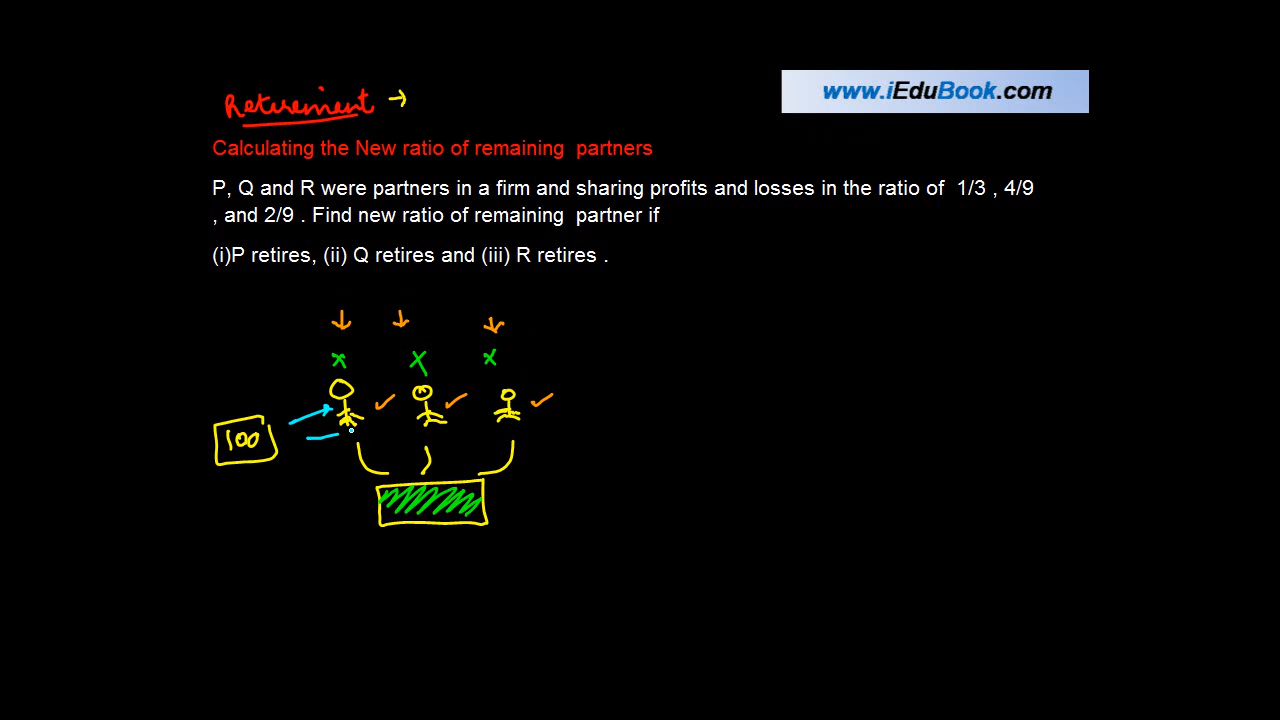 www.iEduBook.com
Retirement →
Calculating the New ratio of remaining partners
P, Q and R were partners in a firm and sharing profits and losses in the ratio of 1/3 , 4/9
, and 2/9 . Find new ratio of remaining partner if
(i)P retires, (ii) Q retires and (iii) R retires .
100